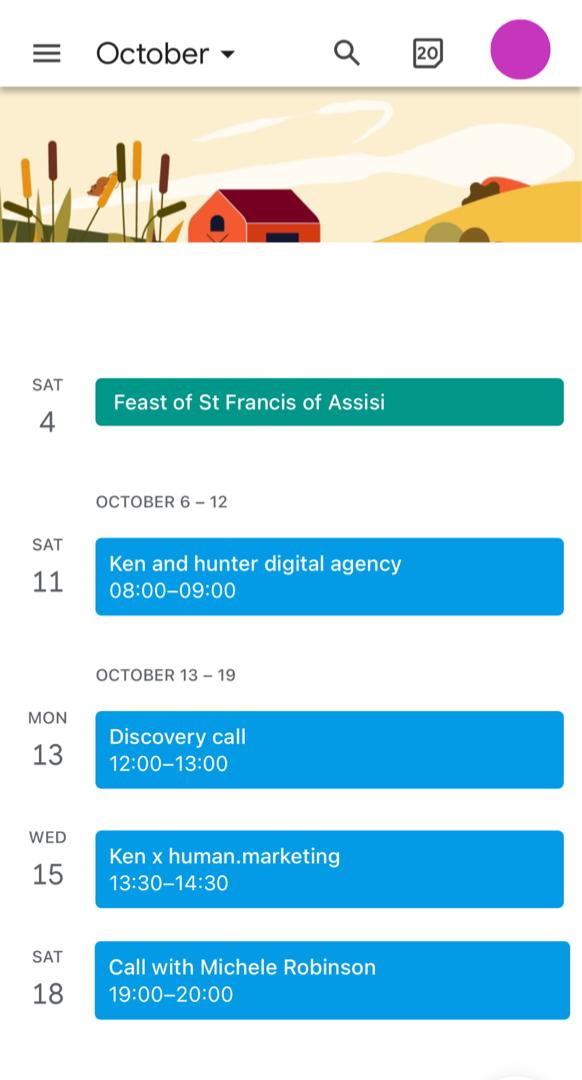 October
20
SAT
4
Feast of St Francis of Assisi
OCTOBER 6 – 12
SAT
11
Ken and hunter digital agency
08:00–09:00
OCTOBER 13 – 19
MON
13
Discovery call
12:00–13:00
WED
15
Ken x human.marketing
13:30–14:30
SAT
18
Call with Michele Robinson
19:00–20:00